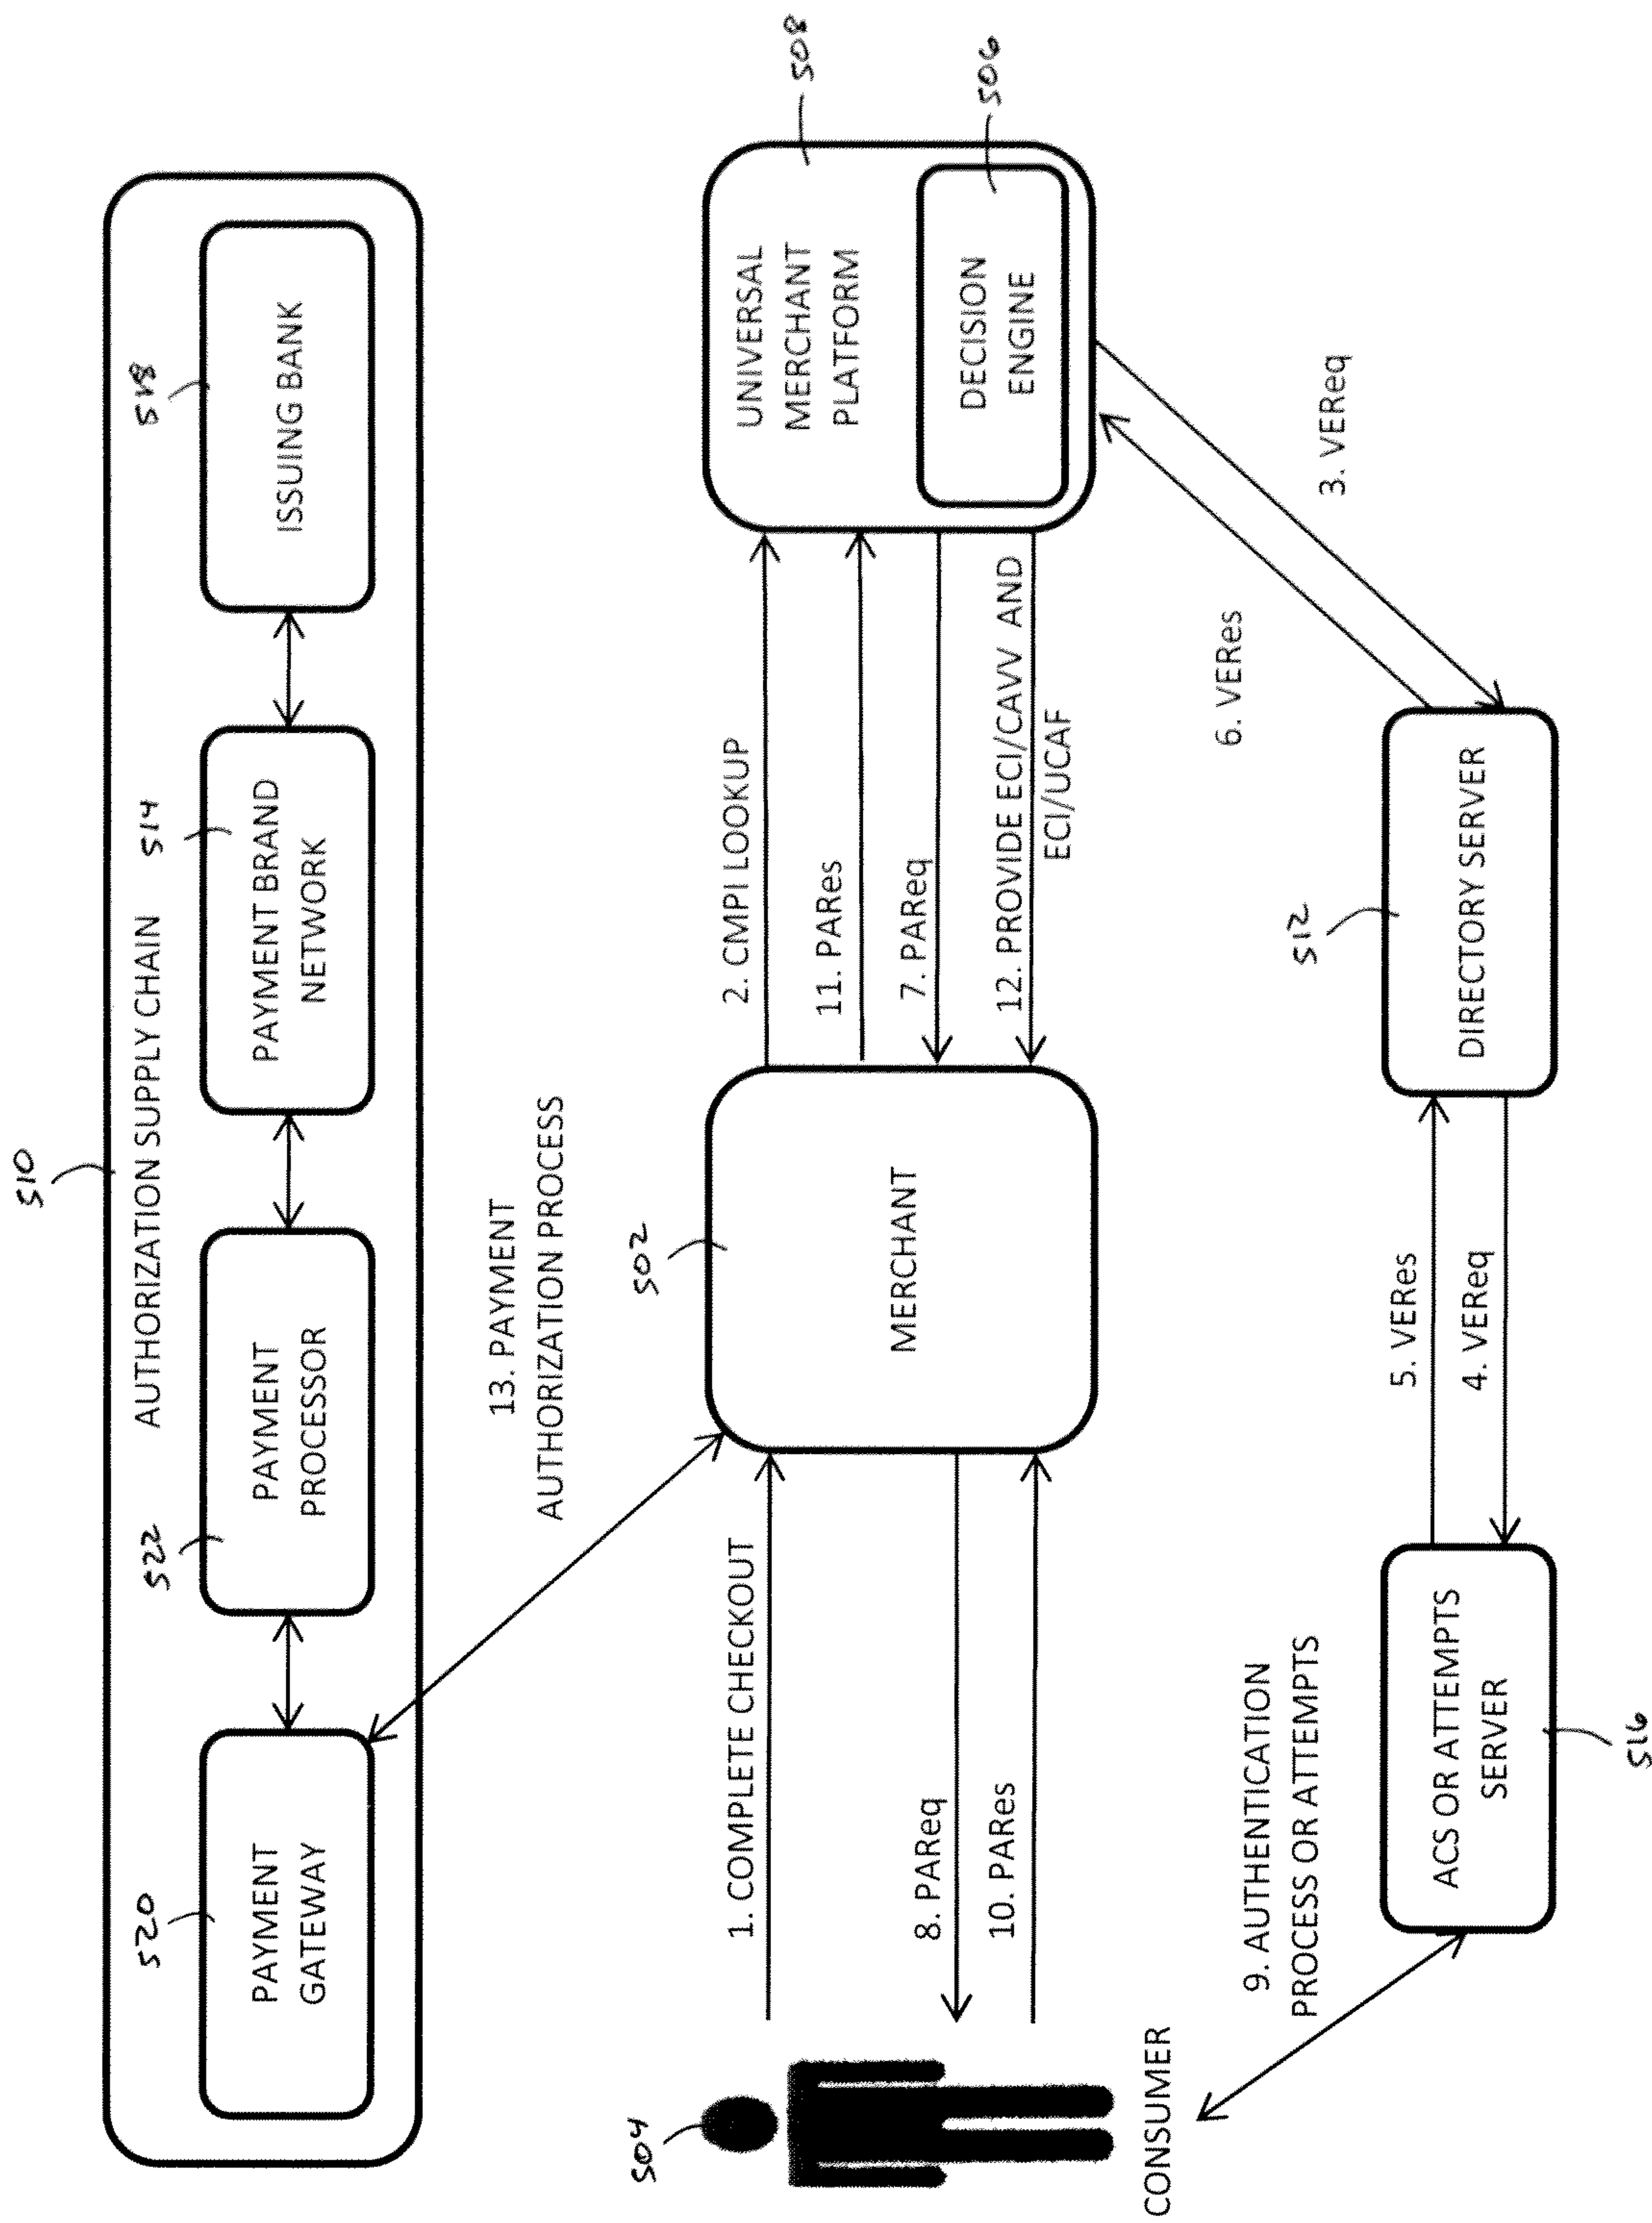 510
AUTHORIZATION SUPPLY CHAIN
520
PAYMENT
GATEWAY
522
PAYMENT
PROCESSOR
514
PAYMENT BRAND
NETWORK
518
ISSUING BANK
13. PAYMENT
AUTHORIZATION PROCESS
504
CONSUMER
1. COMPLETE CHECKOUT
8. PAReq
10. PARes
502
MERCHANT
2. CMPI LOOKUP
11. PARes
7. PAReq
12. PROVIDE ECI/CAVV AND
ECI/UCAF
508
UNIVERSAL
MERCHANT
PLATFORM
506
DECISION
ENGINE
9. AUTHENTICATION
PROCESS OR ATTEMPTS
ACS OR ATTEMPTS
SERVER
516
5. VERes
4. VEReq
512
DIRECTORY SERVER
6. VERes
3. VEReq